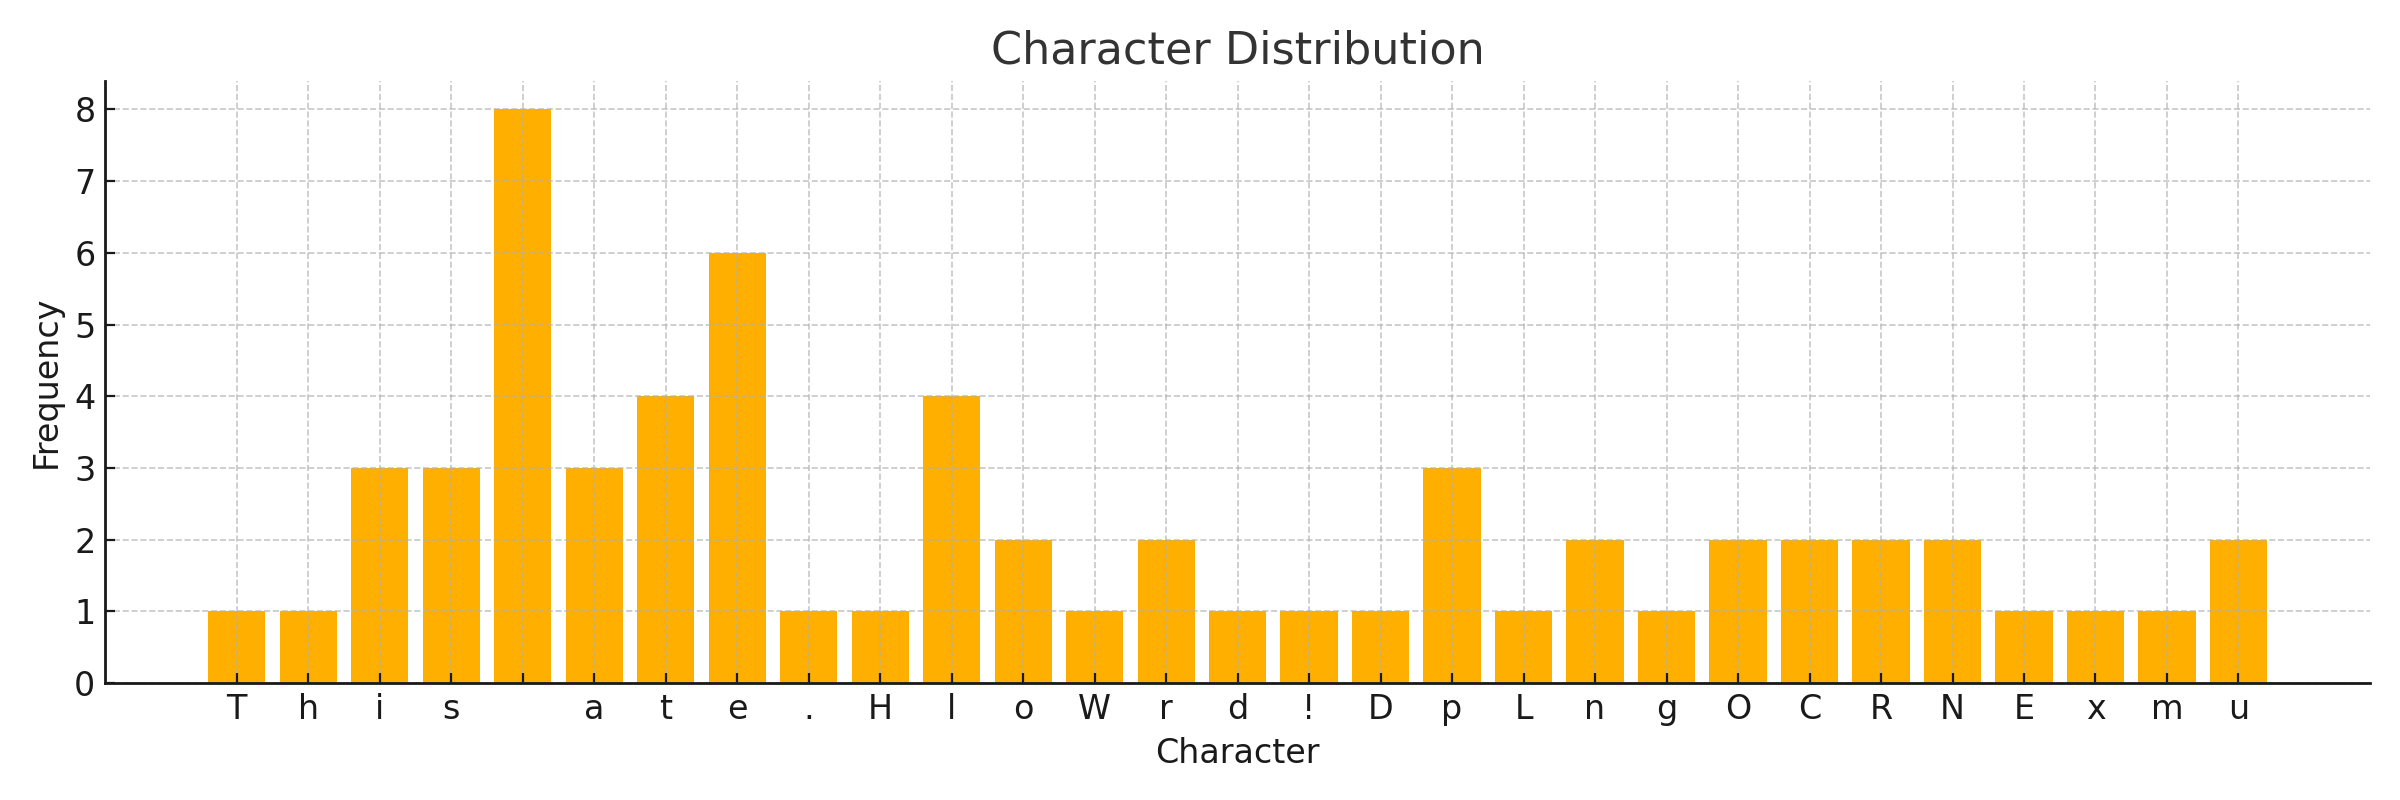 Character Distribution
8
7
6
5
4
3
2
1
0
Frequency
T h i s a t e . H l o W r d ! D p L n g O C R N E x m u
Character